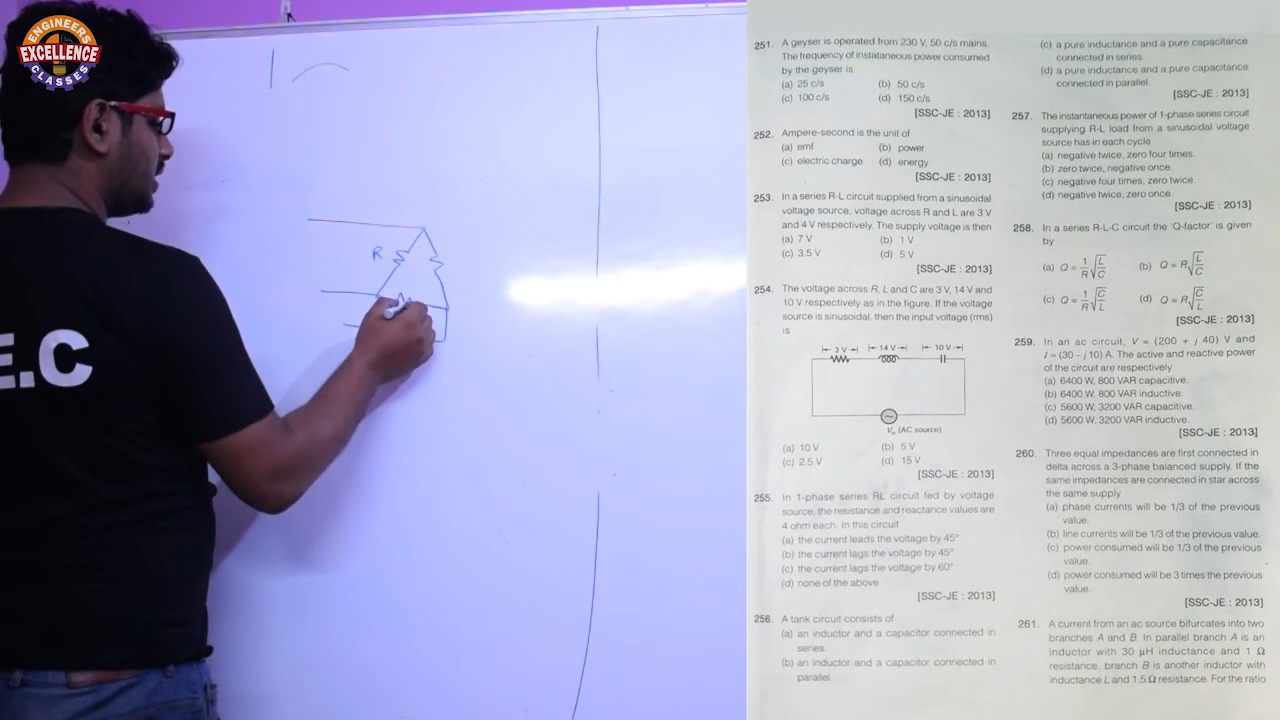 ENGINEERS
EXCELLENCE
CLASSES
E.C
R
251. A geyser is operated from 230 V, 50 c/s mains.
The frequency of instataneous power consumed
by the geyser is
(a) 25 c/s (b) 50 c/s
(c) 100 c/s (d) 150 c/s
[SSC-JE : 2013]
252. Ampere-second is the unit of
(a) emf (b) power
(c) electric charge (d) energy
[SSC-JE : 2013]
253. In a series R-L circuit supplied from a sinusoidal
voltage source, voltage across R and L are 3 V
and 4 V respectively. The supply voltage is then
(a) 7 V (b) 1 V
(c) 3.5 V (d) 5 V
[SSC-JE : 2013]
254. The voltage across R, L and C are 3 V, 14 V and
10 V respectively as in the figure. If the voltage
source is sinusoidal, then the input voltage (rms)
is
3 V 14 V 10 V
Vin (AC source)
(a) 10 V (b) 5 V
(c) 2.5 V (d) 15 V
[SSC-JE : 2013]
255. In 1-phase series RL circuit fed by voltage
source, the resistance and reactance values are
4 ohm each. In this circuit
(a) the current leads the voltage by 45°
(b) the current lags the voltage by 45°
(c) the current lags the voltage by 60°
(d) none of the above
[SSC-JE : 2013]
256. A tank circuit consists of
(a) an inductor and a capacitor connected in
series.
(b) an inductor and a capacitor connected in
parallel.
(c) a pure inductance and a pure capacitance
connected in series.
(d) a pure inductance and a pure capacitance
connected in parallel.
[SSC-JE : 2013]
257. The instantaneous power of 1-phase series circuit
supplying R-L load from a sinusoidal voltage
source has in each cycle
(a) negative twice, zero four times.
(b) zero twice, negative once.
(c) negative four times, zero twice.
(d) negative twice, zero once.
[SSC-JE : 2013]
258. In a series R-L-C circuit the 'Q-factor' is given
by
(a) Q = 1/R √(L/C) (b) Q = R√(L/C)
(c) Q = 1/R √(C/L) (d) Q = R√(C/L)
[SSC-JE : 2013]
259. In an ac circuit, V = (200 + j 40) V and
I = (30 – j 10) A. The active and reactive power
of the circuit are respectively
(a) 6400 W, 800 VAR capacitive.
(b) 6400 W, 800 VAR inductive.
(c) 5600 W, 3200 VAR capacitive.
(d) 5600 W, 3200 VAR inductive.
[SSC-JE : 2013]
260. Three equal impedances are first connected in
delta across a 3-phase balanced supply. If the
same impedances are connected in star across
the same supply
(a) phase currents will be 1/3 of the previous
value.
(b) line currents will be 1/3 of the previous value.
(c) power consumed will be 1/3 of the previous
value.
(d) power consumed will be 3 times the previous
value.
[SSC-JE : 2013]
261. A current from an ac source bifurcates into two
branches A and B. In parallel branch A is an
inductor with 30 μH inductance and 1 Ω
resistance, branch B is another inductor with
inductance L and 1.5 Ω resistance. For the ratio